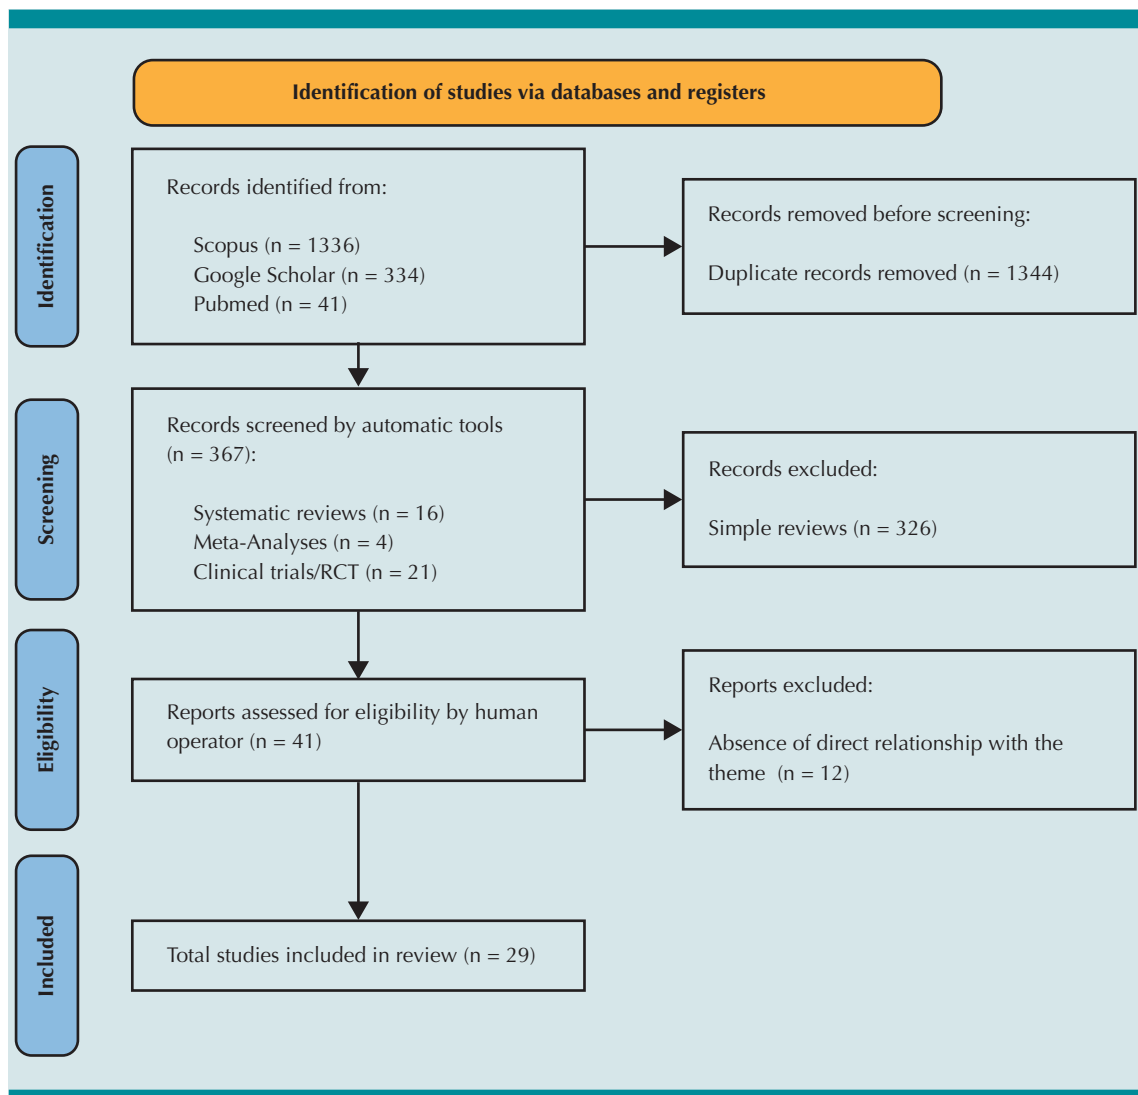 Identification of studies via databases and registers
Identification
Records identified from:
Scopus (n = 1336)
Google Scholar (n = 334)
Pubmed (n = 41)
Records removed before screening:
Duplicate records removed (n = 1344)
Screening
Records screened by automatic tools
(n = 367):
Systematic reviews (n = 16)
Meta-Analyses (n = 4)
Clinical trials/RCT (n = 21)
Records excluded:
Simple reviews (n = 326)
Eligibility
Reports assessed for eligibility by human
operator (n = 41)
Reports excluded:
Absence of direct relationship with the
theme (n = 12)
Included
Total studies included in review (n = 29)